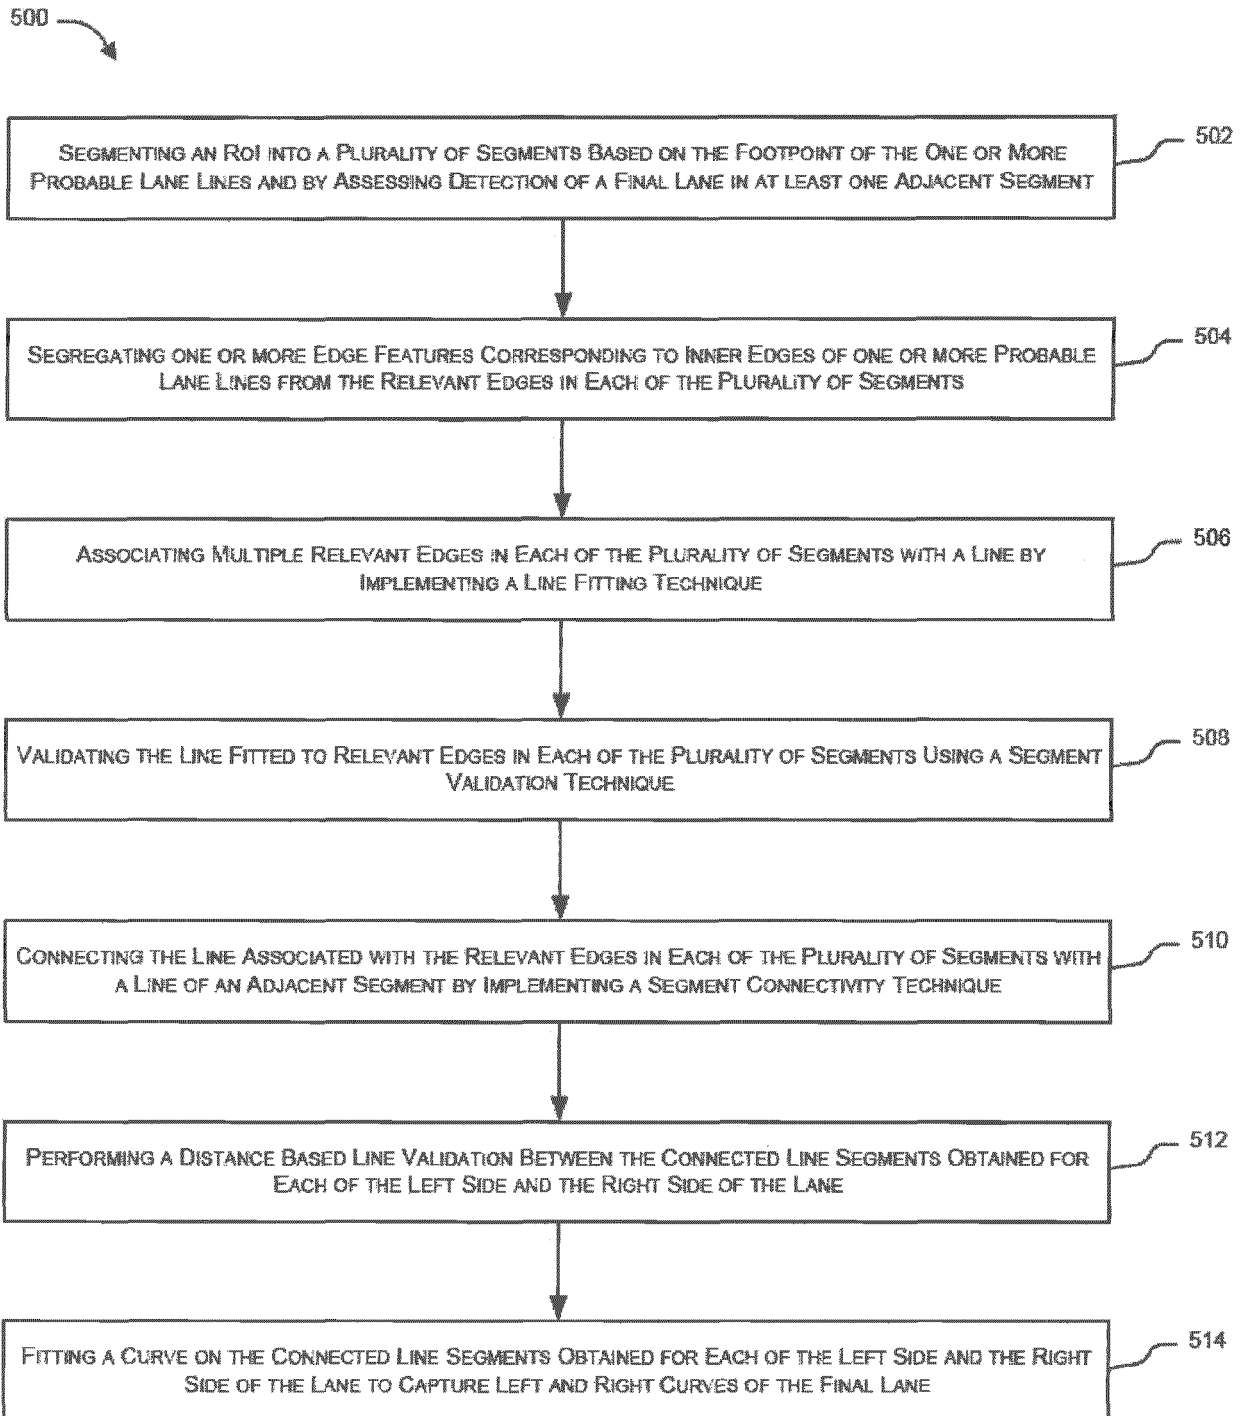 500
SEGMENTING AN ROI INTO A PLURALITY OF SEGMENTS BASED ON THE FOOTPOINT OF THE ONE OR MORE
PROBABLE LANE LINES AND BY ASSESSING DETECTION OF A FINAL LANE IN AT LEAST ONE ADJACENT SEGMENT
502
SEGREGATING ONE OR MORE EDGE FEATURES CORRESPONDING TO INNER EDGES OF ONE OR MORE PROBABLE
LANE LINES FROM THE RELEVANT EDGES IN EACH OF THE PLURALITY OF SEGMENTS
504
ASSOCIATING MULTIPLE RELEVANT EDGES IN EACH OF THE PLURALITY OF SEGMENTS WITH A LINE BY
IMPLEMENTING A LINE FITTING TECHNIQUE
506
VALIDATING THE LINE FITTED TO RELEVANT EDGES IN EACH OF THE PLURALITY OF SEGMENTS USING A SEGMENT
VALIDATION TECHNIQUE
508
CONNECTING THE LINE ASSOCIATED WITH THE RELEVANT EDGES IN EACH OF THE PLURALITY OF SEGMENTS WITH
A LINE OF AN ADJACENT SEGMENT BY IMPLEMENTING A SEGMENT CONNECTIVITY TECHNIQUE
510
PERFORMING A DISTANCE BASED LINE VALIDATION BETWEEN THE CONNECTED LINE SEGMENTS OBTAINED FOR
EACH OF THE LEFT SIDE AND THE RIGHT SIDE OF THE LANE
512
FITTING A CURVE ON THE CONNECTED LINE SEGMENTS OBTAINED FOR EACH OF THE LEFT SIDE AND THE RIGHT
SIDE OF THE LANE TO CAPTURE LEFT AND RIGHT CURVES OF THE FINAL LANE
514